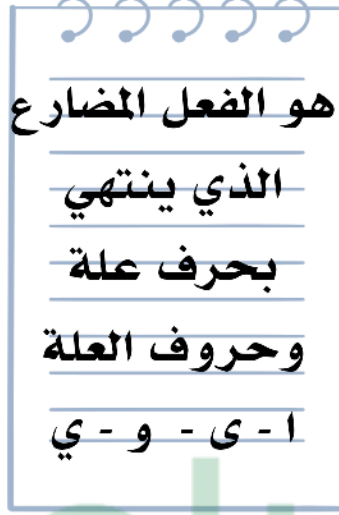 هو الفعل المضارع
الذي ينتهي
بحرف علة
وحروف العلة
ا - ى - و - ي